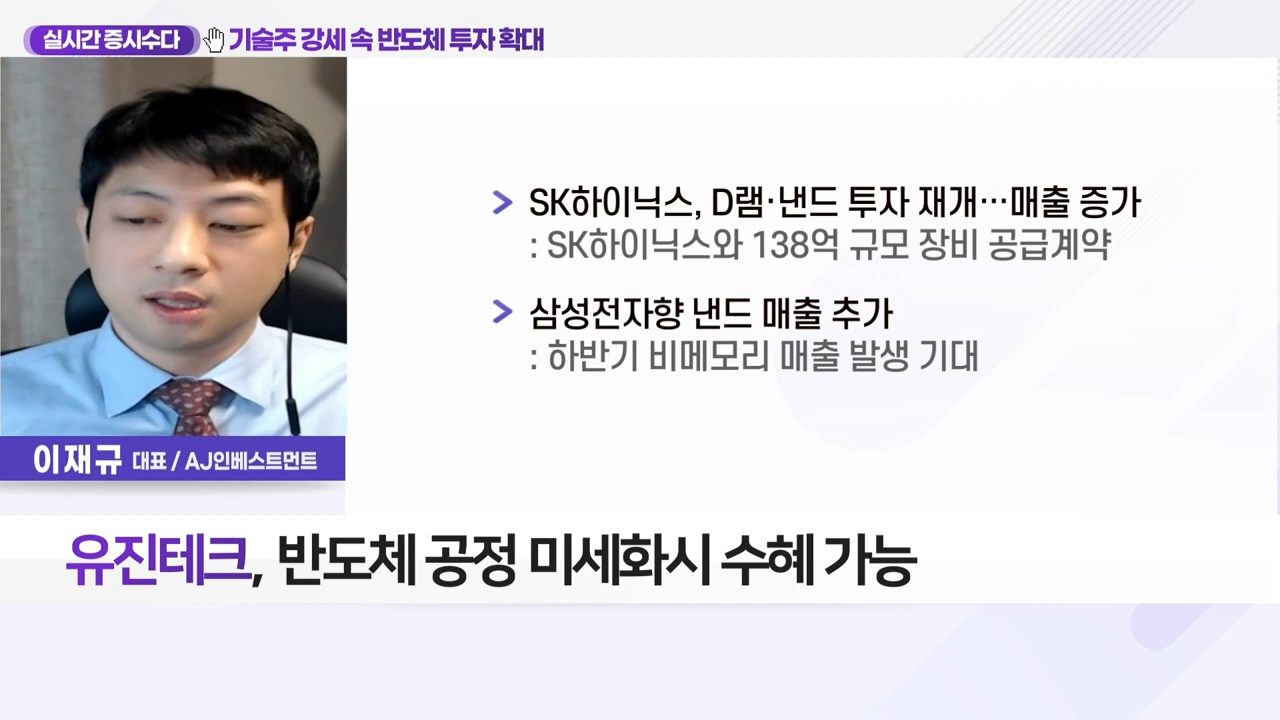 실시간 증시수다 기술주 강세 속 반도체 투자 확대
SK하이닉스, D램·낸드 투자 재개…매출 증가
: SK하이닉스와 138억 규모 장비 공급계약
삼성전자향 낸드 매출 추가
: 하반기 비메모리 매출 발생 기대
이재규 대표 / AJ인베스트먼트
유진테크, 반도체 공정 미세화시 수혜 가능